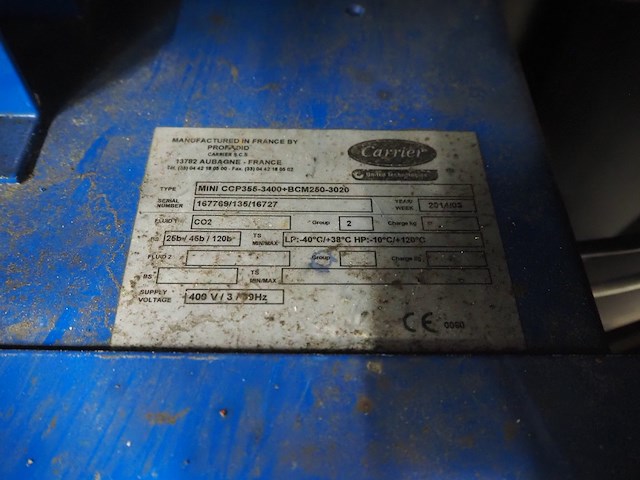 MANUFACTURED IN FRANCE BY
PROFROID
CARRIER S.C.S
13782 AUBAGNE - FRANCE
Carrier
United Technologies
TYPE MINI CCP355-3400+BCM250-3020
SERIAL NUMBER 167769/135/16727 YEAR/ WEEK 2014/03
FLUID 1 CO2 Group 2 Charge kg
PS 25b/ 45b / 120b TS MIN/MAX LP:-40°C/+38°C HP:-10°C/+120°C
FLUID 2 Group Charge kg
PS TS MIN/MAX
SUPPLY VOLTAGE 400 V / 3 /
CE